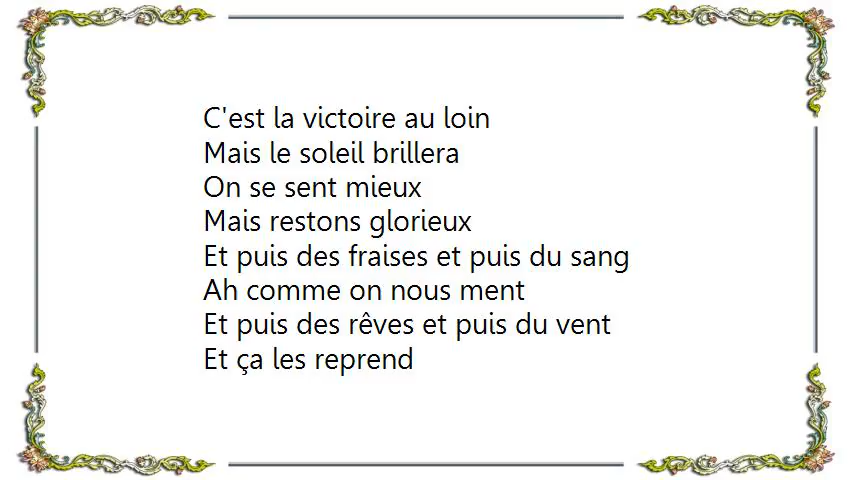 C'est la victoire au loin
Mais le soleil brillera
On se sent mieux
Mais restons glorieux
Et puis des fraises et puis du sang
Ah comme on nous ment
Et puis des rêves et puis du vent
Et ça les reprend